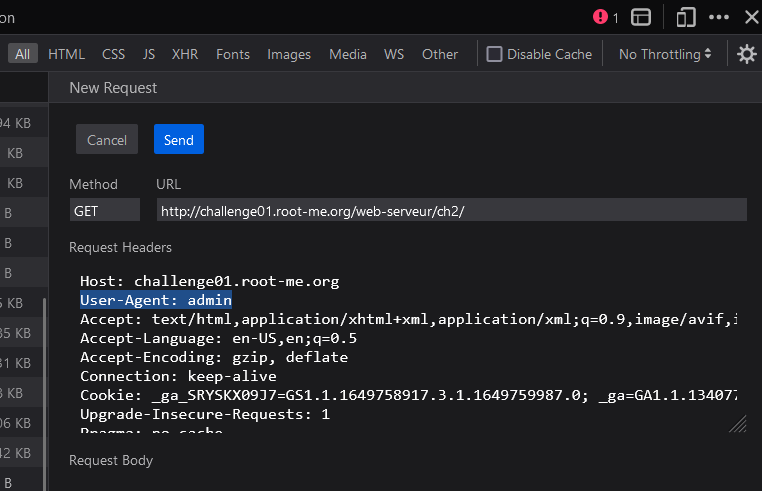 on
1
All HTML CSS JS XHR Fonts Images Media WS Other Disable Cache No Throttling
New Request
94 KB
KB
KB
B
B
B
5 KB
35 KB
31 KB
3 KB
06 KB
42 KB
B
Cancel Send
Method URL
GET http://challenge01.root-me.org/web-serveur/ch2/
Request Headers
Host: challenge01.root-me.org
User-Agent: admin
Accept: text/html,application/xhtml+xml,application/xml;q=0.9,image/avif,i
Accept-Language: en-US,en;q=0.5
Accept-Encoding: gzip, deflate
Connection: keep-alive
Cookie: _ga_SRYSKX09J7=GS1.1.1649758917.3.1.1649759987.0; _ga=GA1.1.134077
Upgrade-Insecure-Requests: 1
Pragma: no-cache
Request Body